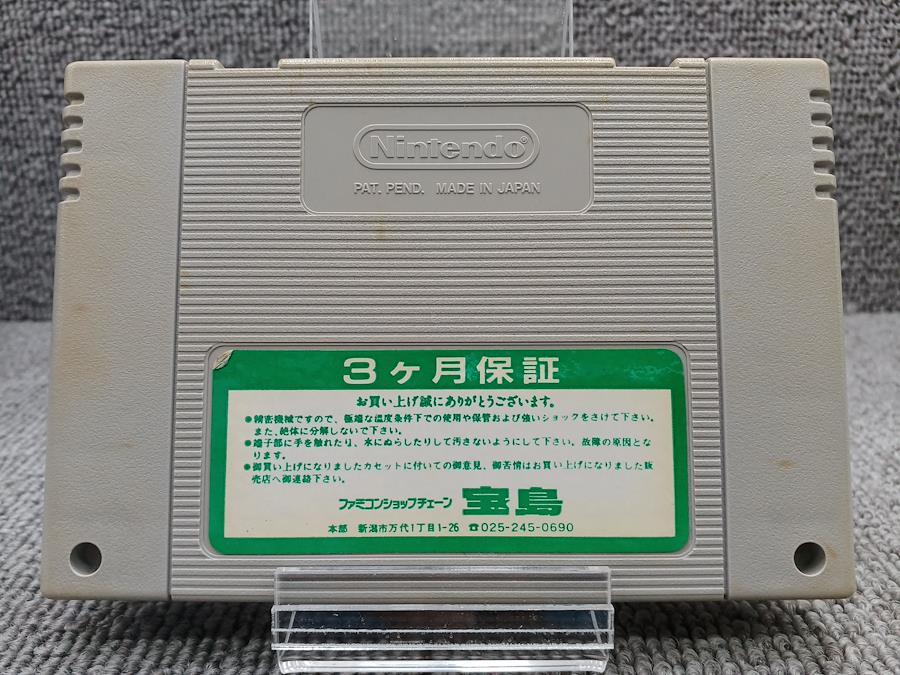 Nintendo®
PAT. PEND. MADE IN JAPAN
3ヶ月保証
お買い上げ誠にありがとうございます。
●精密機械ですので、極端な温度条件下での使用や保管および強いショックをさけて下さい。
また、絶体に分解しないで下さい。
●端子部に手を触れたり、水にぬらしたりして汚さないようにして下さい。故障の原因とな
ります。
●御買い上げになりましたカセットに付いての御意見、御苦情はお買い上げになりました販
売店へ御連絡下さい。
ファミコンショップチェーン 宝島
本部 新潟市万代1丁目1-26 ☎025-245-0690